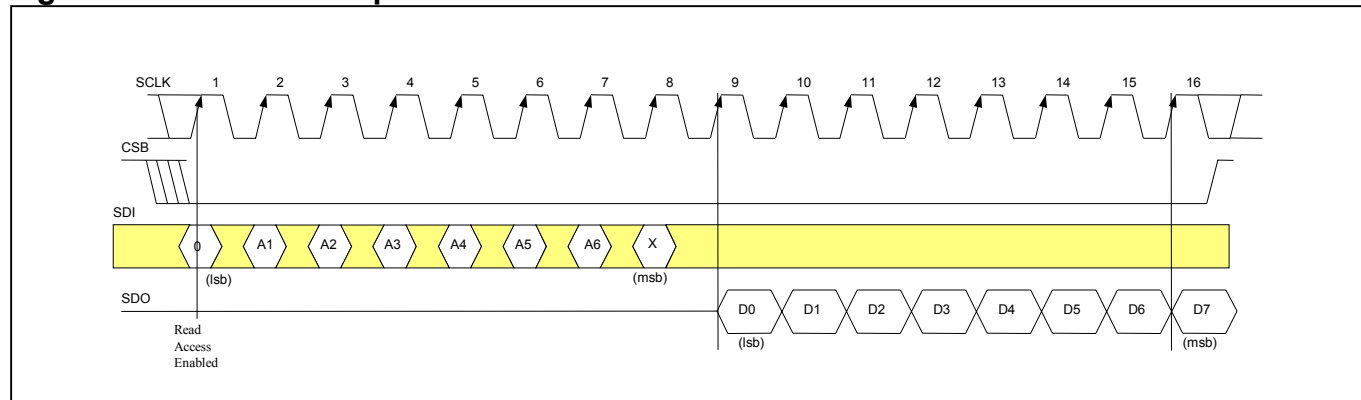 SCLK 1 2 3 4 5 6 7 8 9 10 11 12 13 14 15 16
CSB
SDI
0 A1 A2 A3 A4 A5 A6 X
(lsb) (msb)
SDO
D0 D1 D2 D3 D4 D5 D6 D7
(lsb) (msb)
Read
Access
Enabled